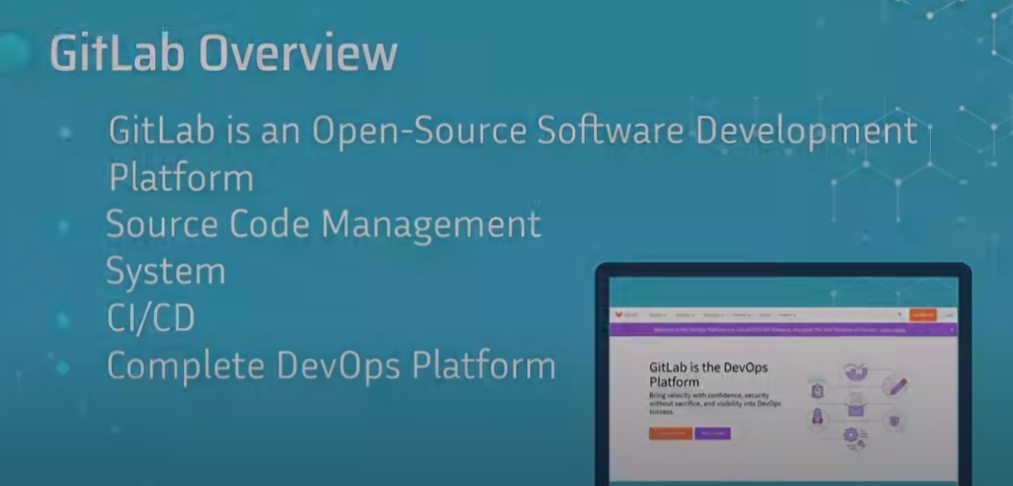 GitLab Overview
GitLab is an Open-Source Software Development
Platform
Source Code Management
System
CI/CD
Complete DevOps Platform
GitLab is the DevOps
Platform
Bring velocity with confidence, security
without sacrifice, and visibility into DevOps
success.